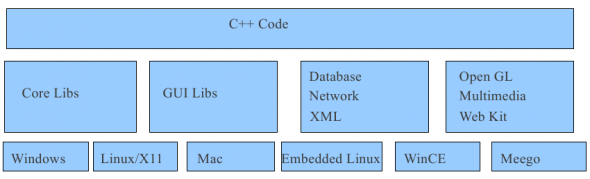 C++ Code
Core Libs
GUI Libs
Database
Network
XML
Open GL
Multimedia
Web Kit
Windows
Linux/X11
Mac
Embedded Linux
WinCE
Meego